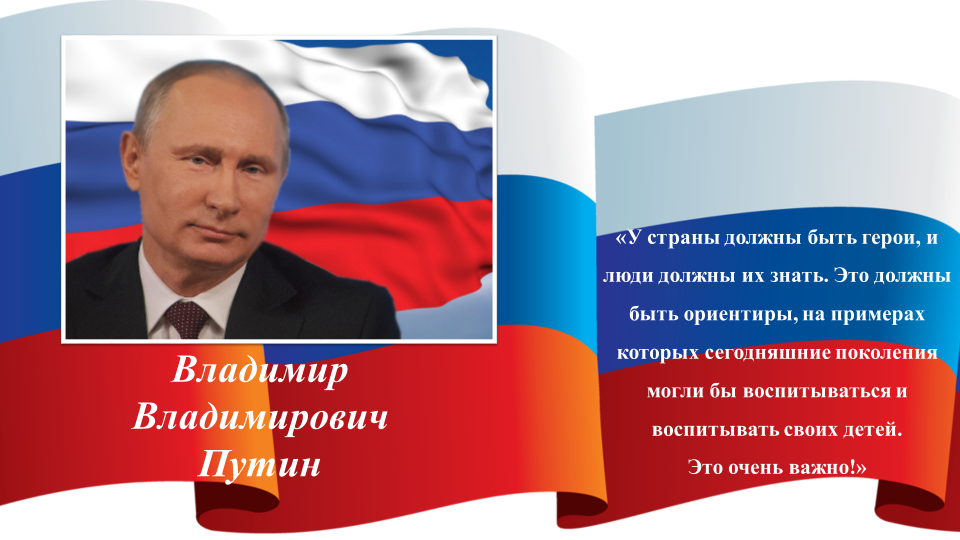 Владимир
Владимирович
Путин
«У страны должны быть герои, и
люди должны их знать. Это должны
быть ориентиры, на примерах
которых сегодняшние поколения
могли бы воспитываться и
воспитывать своих детей.
Это очень важно!»